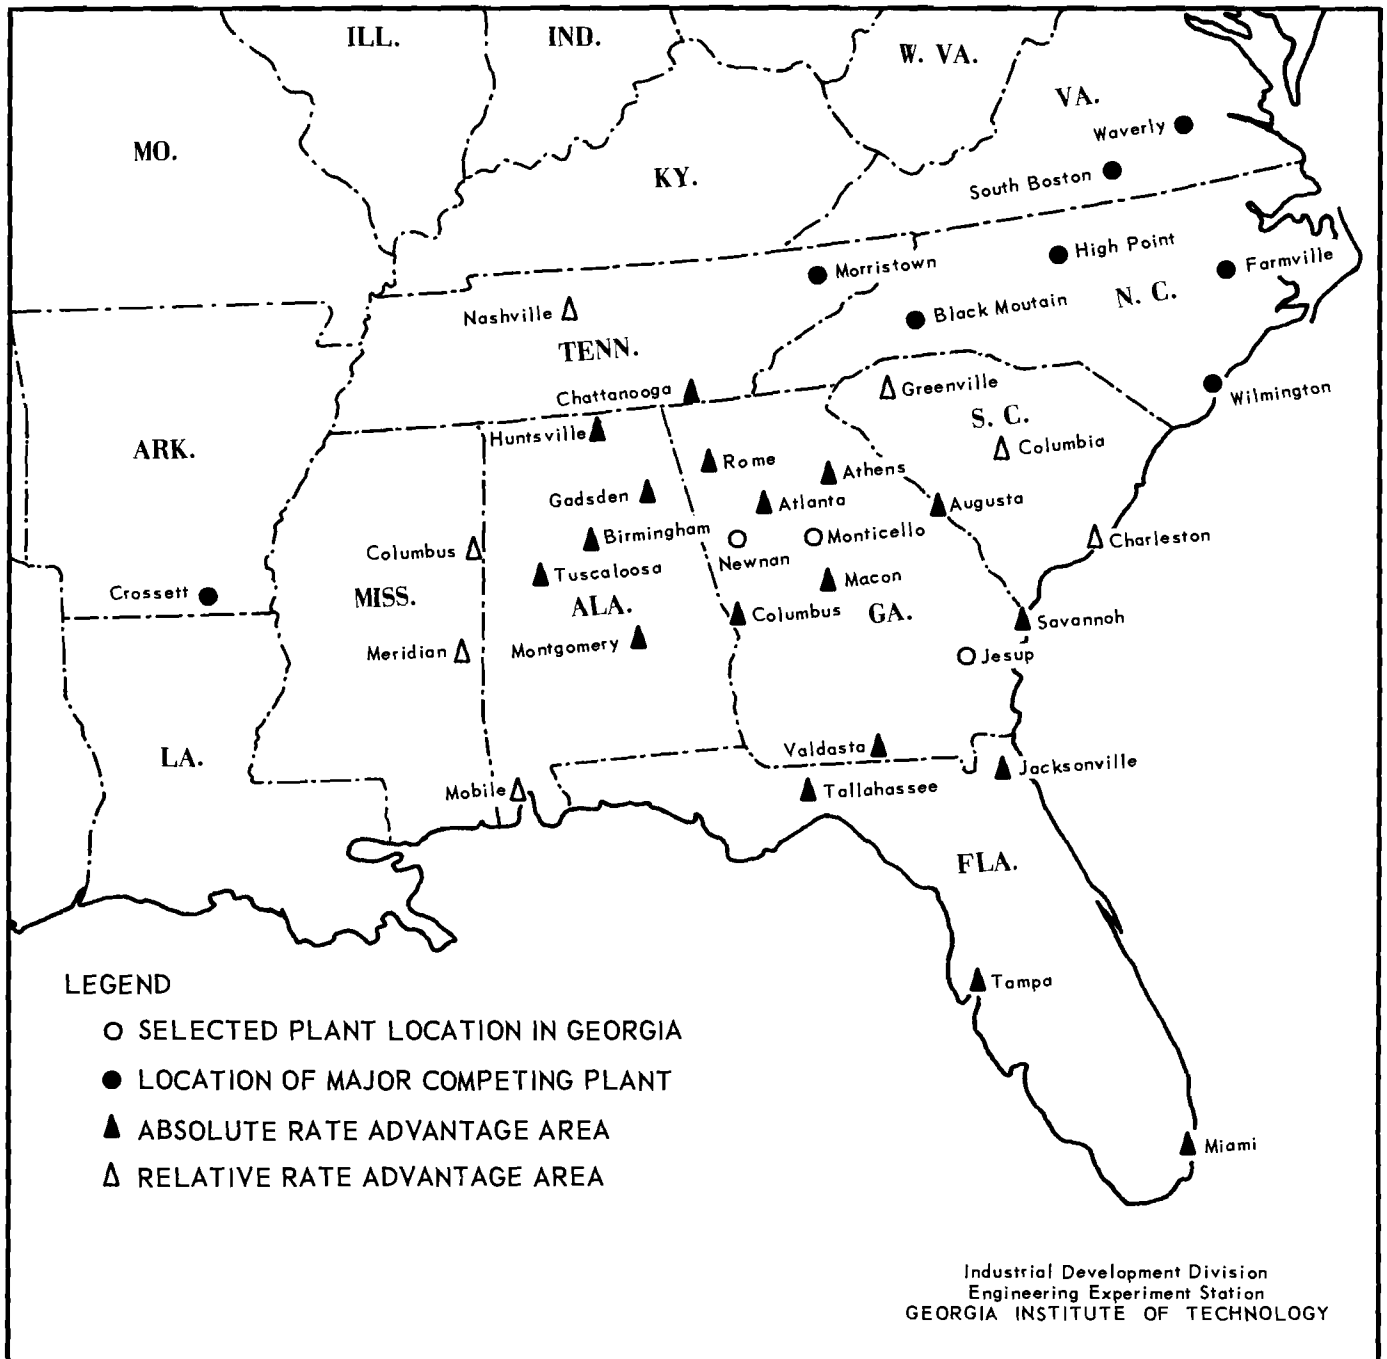 ILL.
IND.
W. VA.
VA.
MO.
Waverly
KY.
South Boston
High Point
Morristown
Farmville
N. C.
Black Moutain
Nashville
TENN.
Chattanooga
Greenville
Wilmington
S. C.
Huntsville
ARK.
Columbia
Rome
Athens
Gadsden
Atlanta
Augusta
Birmingham
Monticello
Charleston
Columbus
Newnan
Tuscaloosa
Macon
Crossett
MISS.
ALA.
Columbus
GA.
Savannoh
Montgomery
Meridian
Jesup
Valdasta
LA.
Jacksonville
Mobile
Tallahassee
FLA.
Tampa
LEGEND
SELECTED PLANT LOCATION IN GEORGIA
LOCATION OF MAJOR COMPETING PLANT
ABSOLUTE RATE ADVANTAGE AREA
RELATIVE RATE ADVANTAGE AREA
Miami
Industrial Development Division
Engineering Experiment Station
GEORGIA INSTITUTE OF TECHNOLOGY